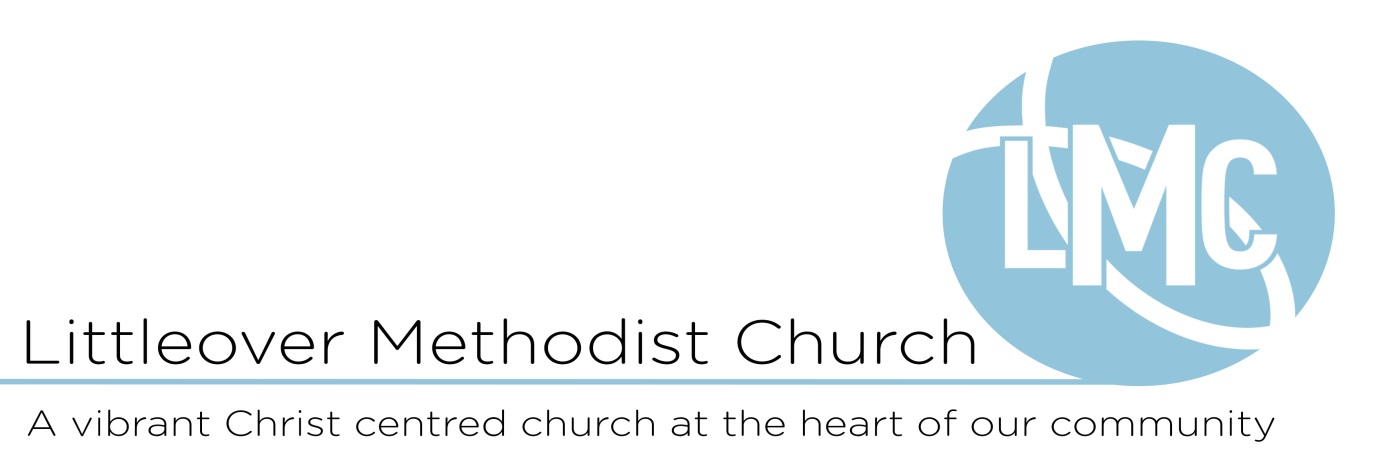 LMC
Littleover Methodist Church
A vibrant Christ centred church at the heart of our community